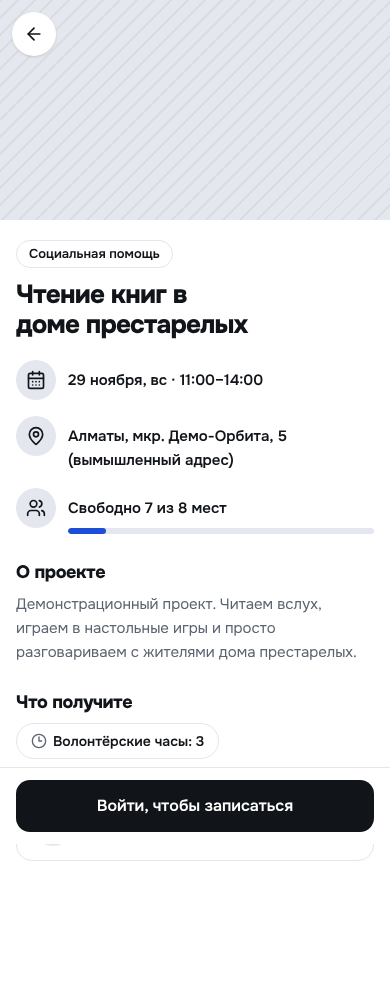 Социальная помощь
Чтение книг в
доме престарелых
29 ноября, вс · 11:00–14:00
Алматы, мкр. Демо-Орбита, 5
(вымышленный адрес)
Свободно 7 из 8 мест
О проекте
Демонстрационный проект. Читаем вслух,
играем в настольные игры и просто
разговариваем с жителями дома престарелых.
Что получите
Волонтёрские часы: 3
Войти, чтобы записаться